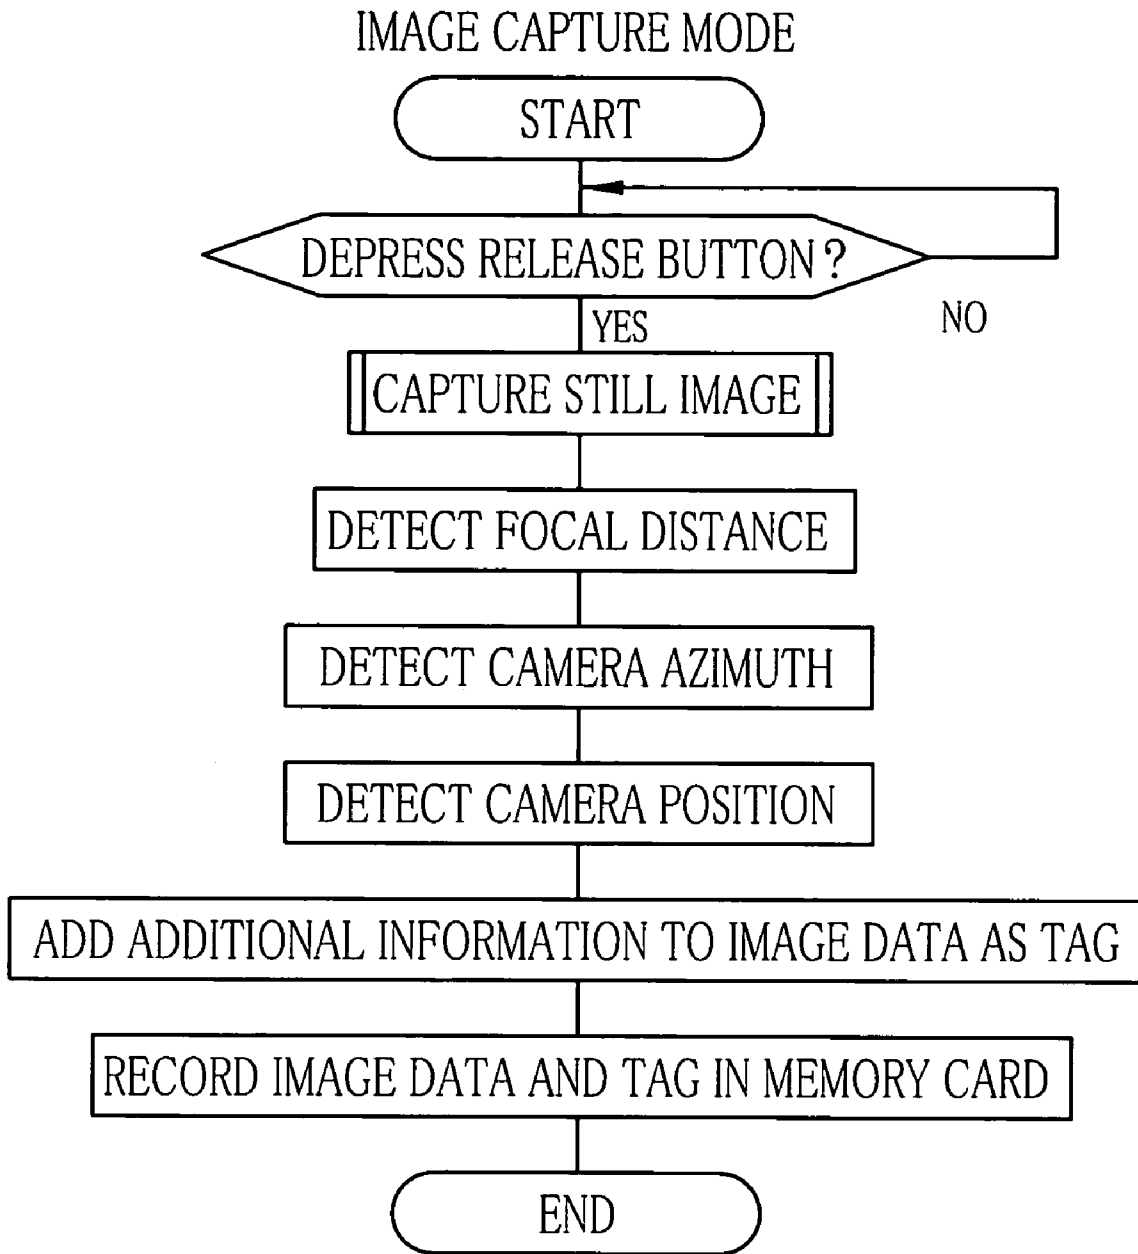 IMAGE CAPTURE MODE
START
DEPRESS RELEASE BUTTON?
NO
YES
CAPTURE STILL IMAGE
DETECT FOCAL DISTANCE
DETECT CAMERA AZIMUTH
DETECT CAMERA POSITION
ADD ADDITIONAL INFORMATION TO IMAGE DATA AS TAG
RECORD IMAGE DATA AND TAG IN MEMORY CARD
END